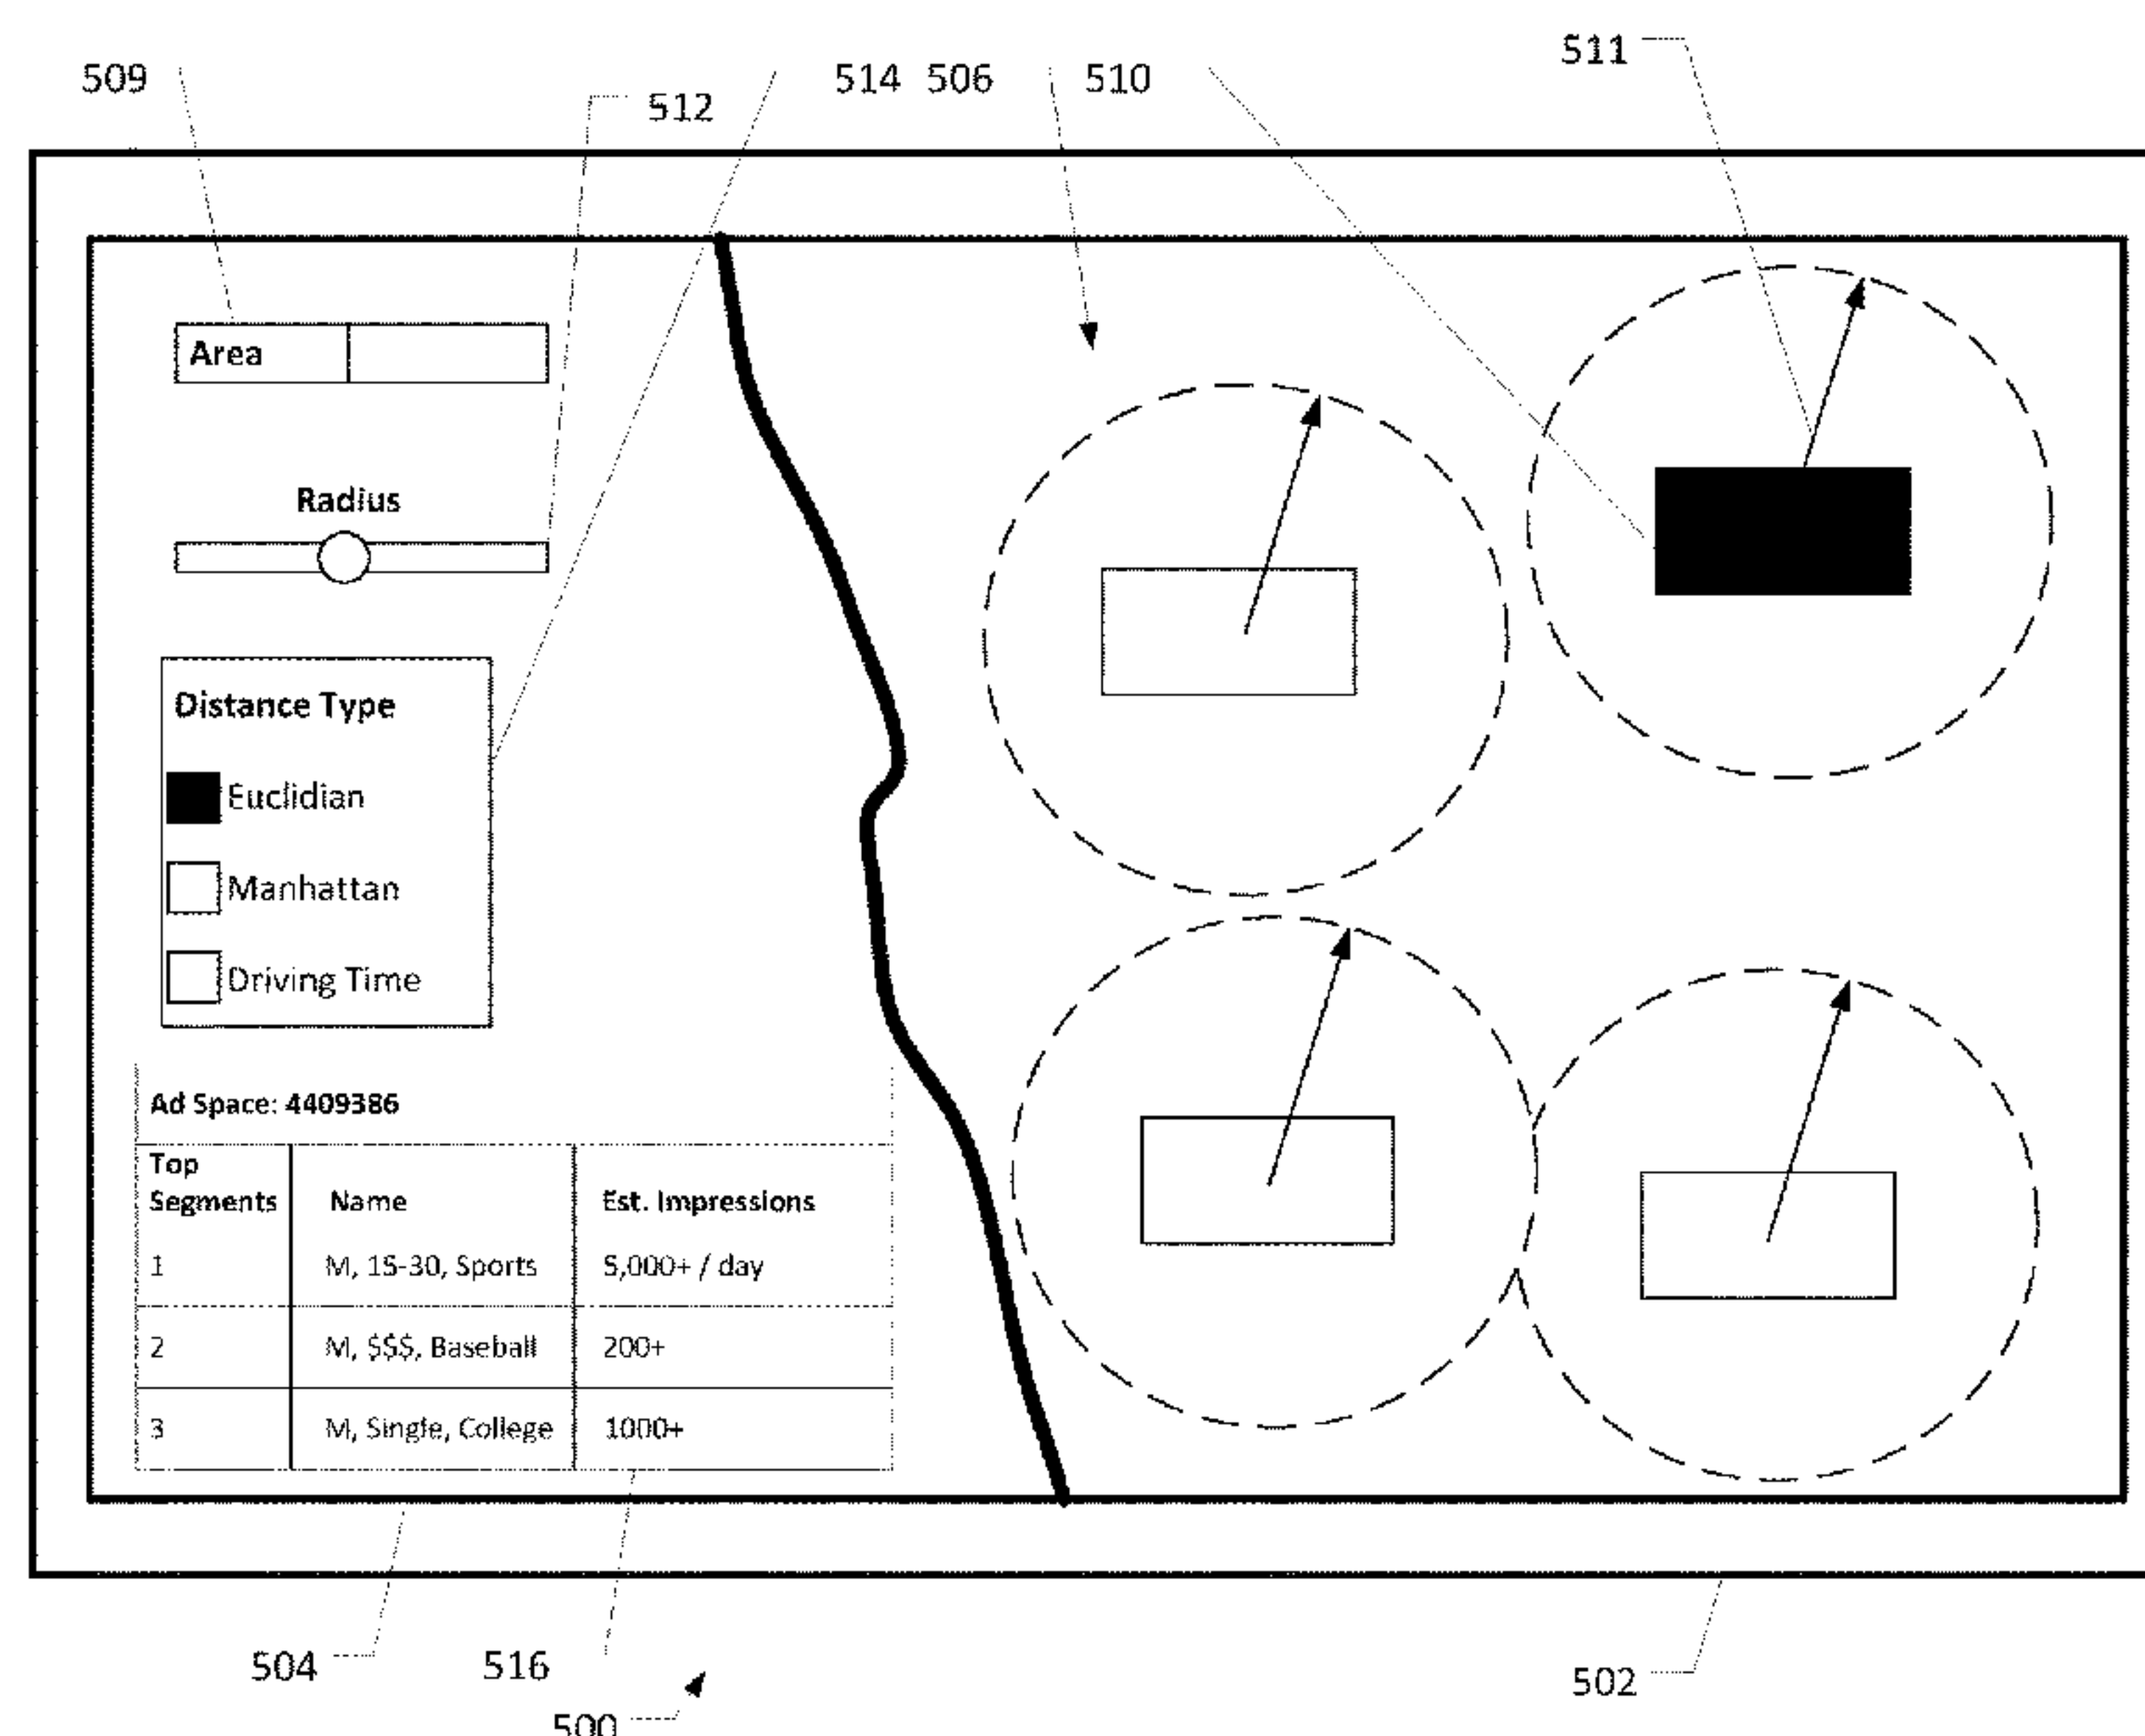 511
509
514 506 510
512
Area
Radius
Distance Type
Euclidian
Manhattan
Driving Time
Ad Space: 4409386
Top Segments Name Est. Impressions
1 M, 15-30, Sports 5,000+ / day
2 M, $$$, Baseball 200+
3 M, Single, College 1000+
504
516
502
500